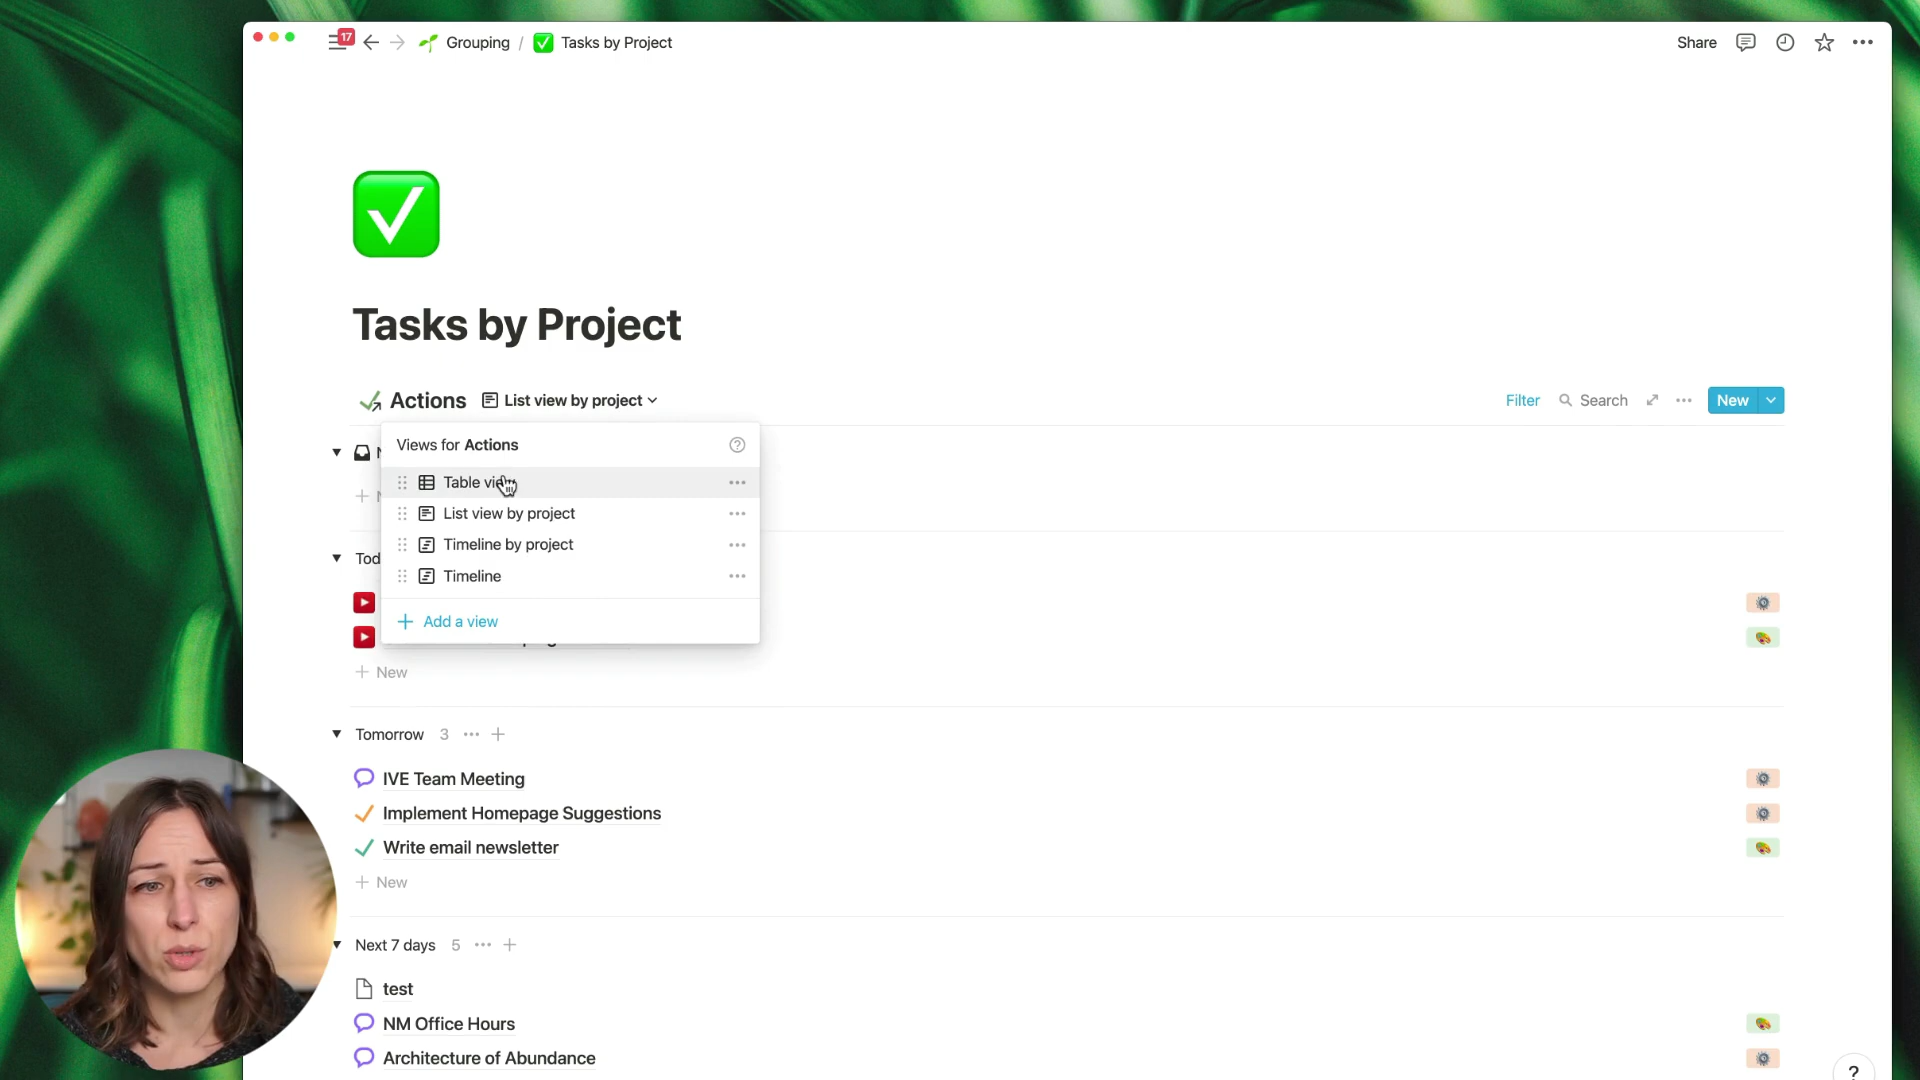 17
Grouping / Tasks by Project
Share
Tasks by Project
Actions List view by project
Filter Search New
Views for Actions
Table view
List view by project
Timeline by project
Timeline
Add a view
New
Tomorrow 3
IVE Team Meeting
Implement Homepage Suggestions
Write email newsletter
New
Next 7 days 5
test
NM Office Hours
Architecture of Abundance
?